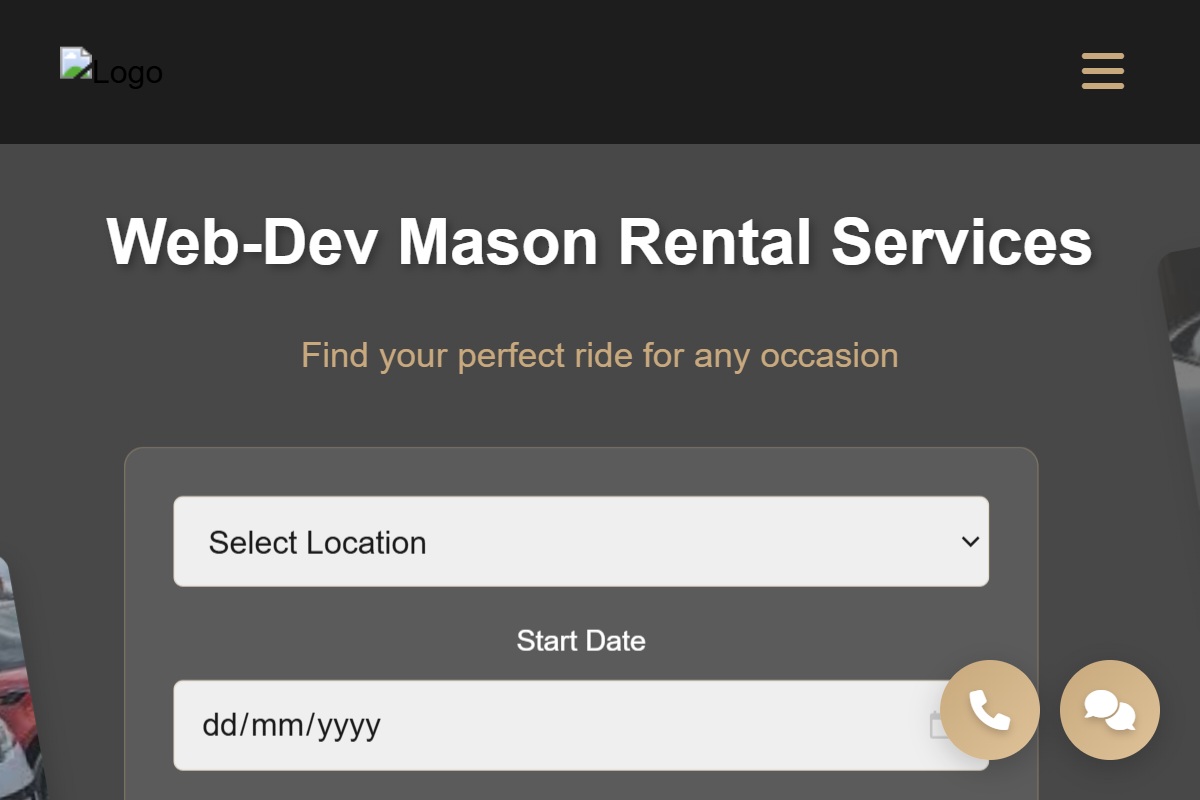 Logo
Web-Dev Mason Rental Services
Find your perfect ride for any occasion
Select Location
Start Date
dd/mm/yyyy